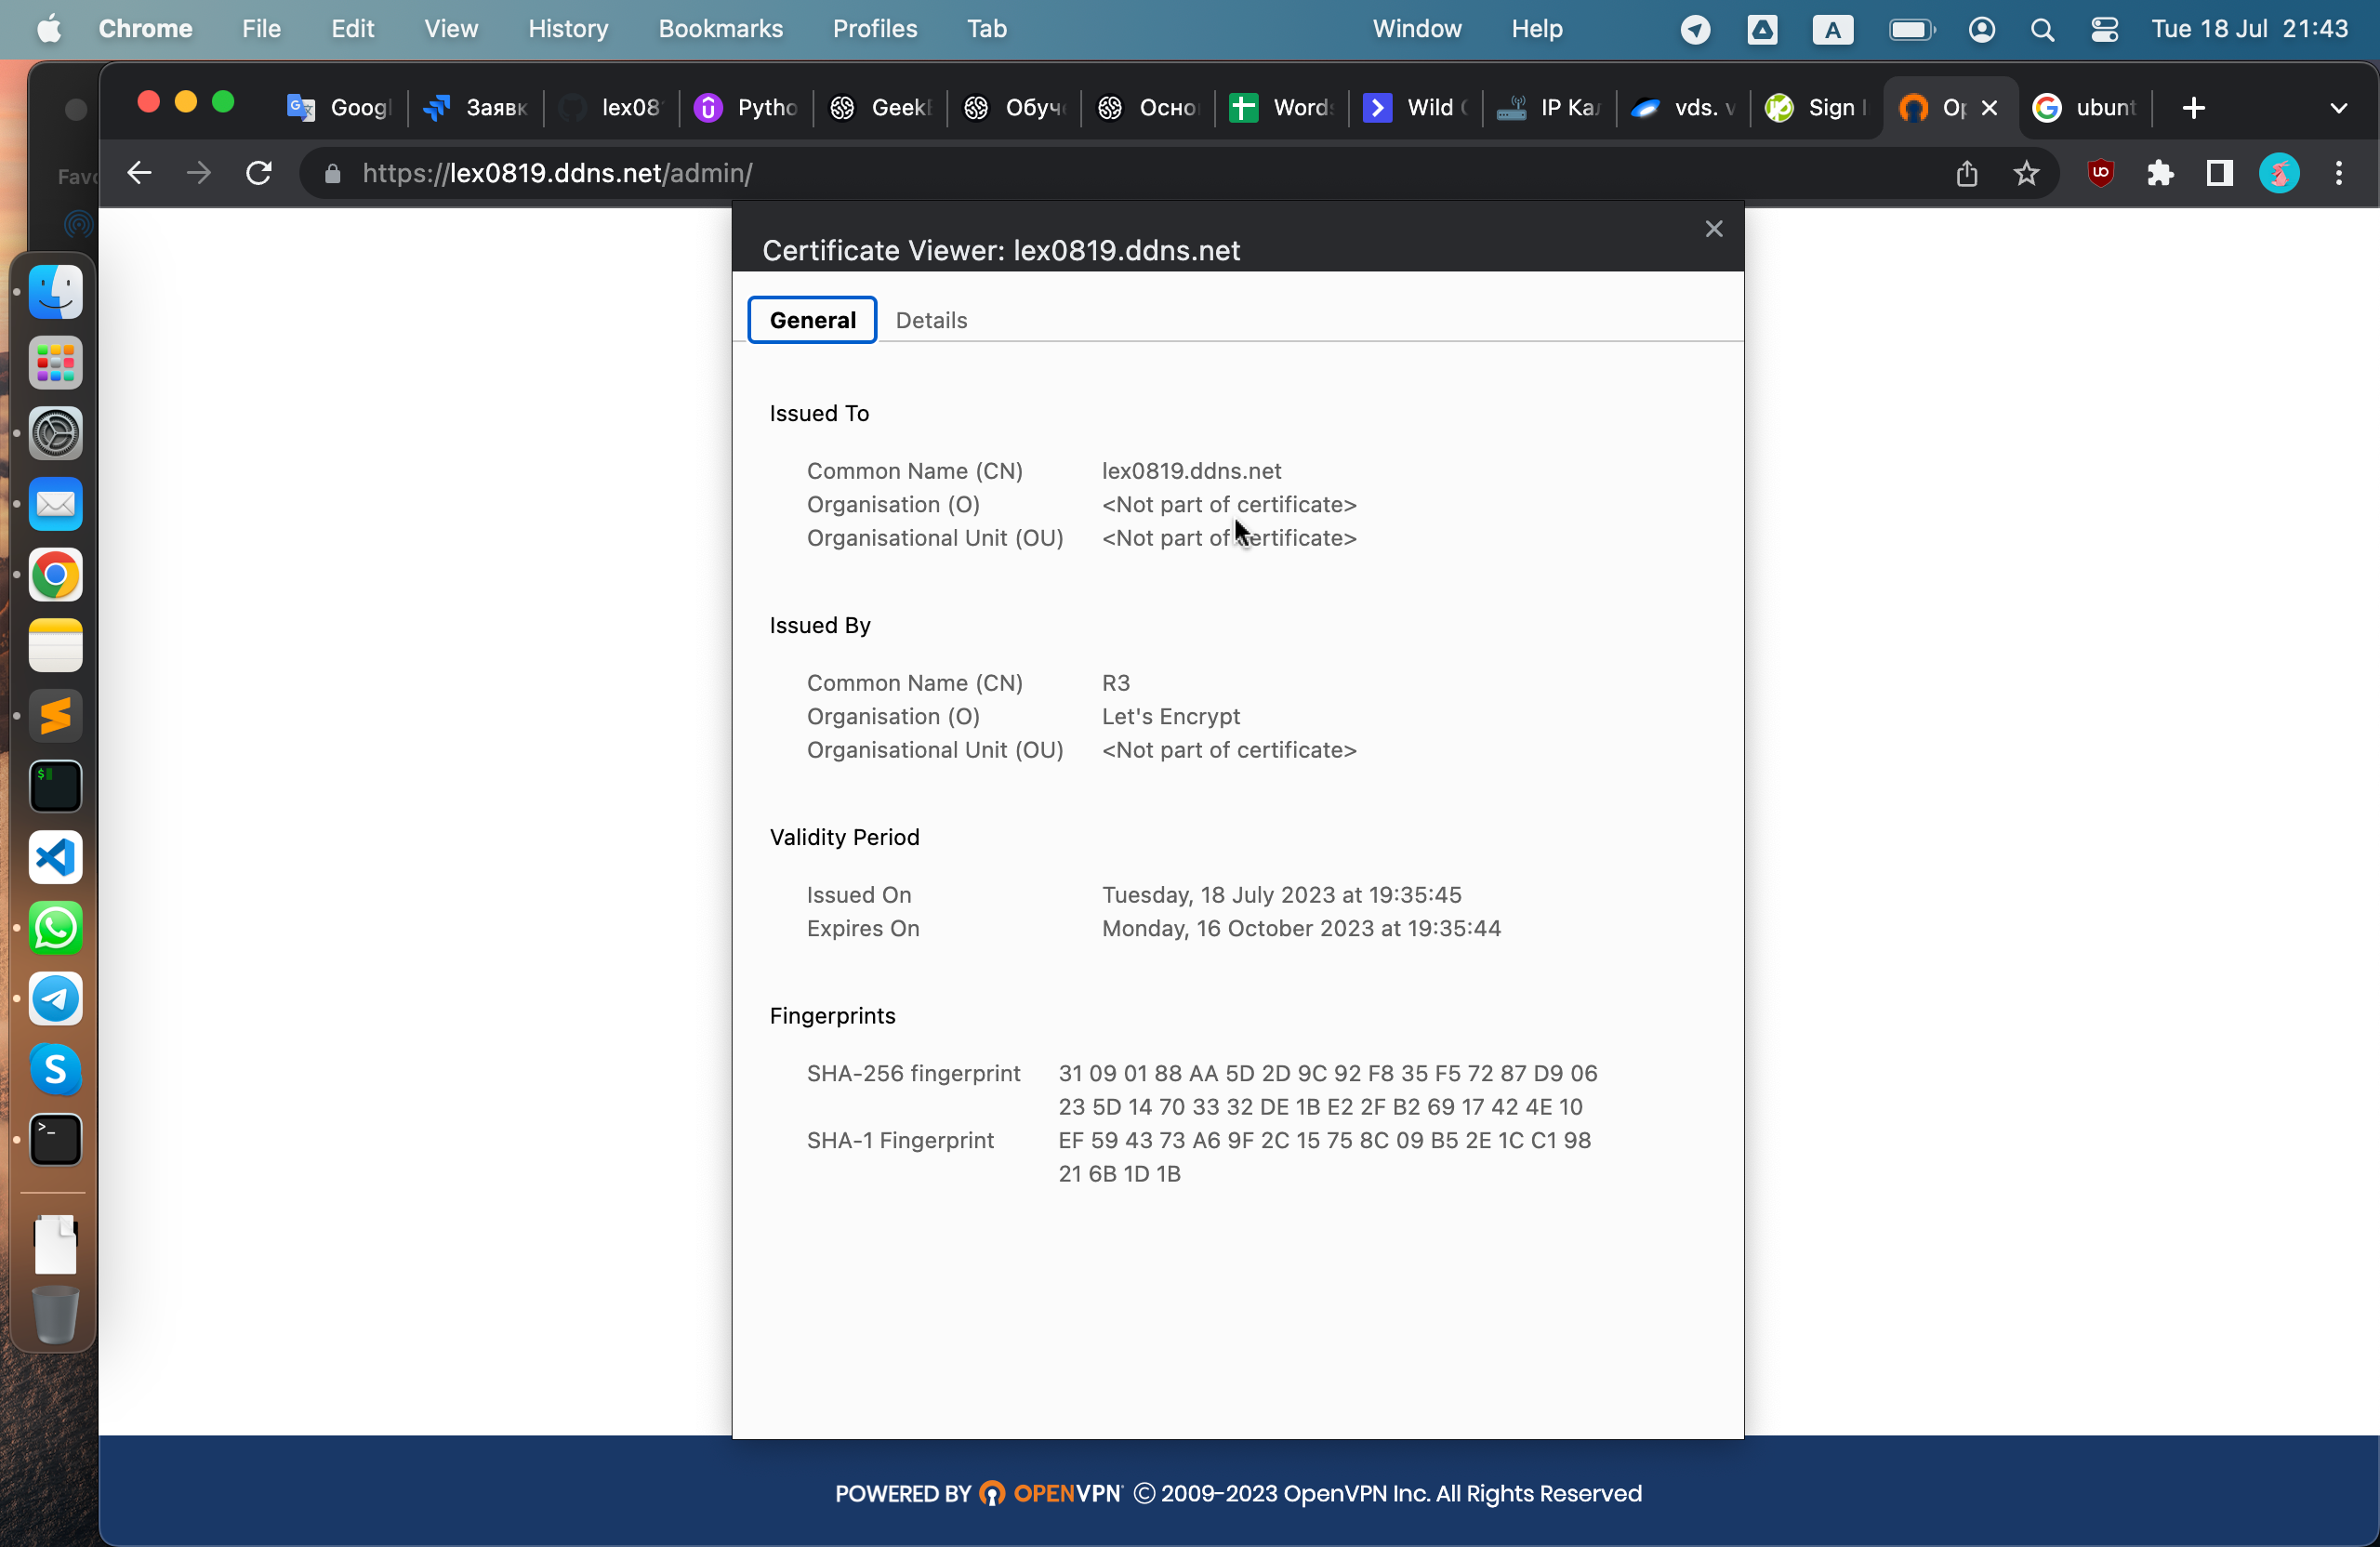 Chrome File Edit View History Bookmarks Profiles Tab Window Help A Tue 18 Jul 21:43
Googl Заявк lex08 Pytho Geek Обуч Осно Words Wild IP Кал vds. Sign Op ubunt
Favo
https://lex0819.ddns.net/admin/
Certificate Viewer: lex0819.ddns.net
General Details
Issued To
Common Name (CN) lex0819.ddns.net
Organisation (O) <Not part of certificate>
Organisational Unit (OU) <Not part of certificate>
Issued By
Common Name (CN) R3
Organisation (O) Let's Encrypt
Organisational Unit (OU) <Not part of certificate>
Validity Period
Issued On Tuesday, 18 July 2023 at 19:35:45
Expires On Monday, 16 October 2023 at 19:35:44
Fingerprints
SHA-256 fingerprint 31 09 01 88 AA 5D 2D 9C 92 F8 35 F5 72 87 D9 06
23 5D 14 70 33 32 DE 1B E2 2F B2 69 17 42 4E 10
SHA-1 Fingerprint EF 59 43 73 A6 9F 2C 15 75 8C 09 B5 2E 1C C1 98
21 6B 1D 1B
POWERED BY OPENVPN © 2009-2023 OpenVPN Inc. All Rights Reserved